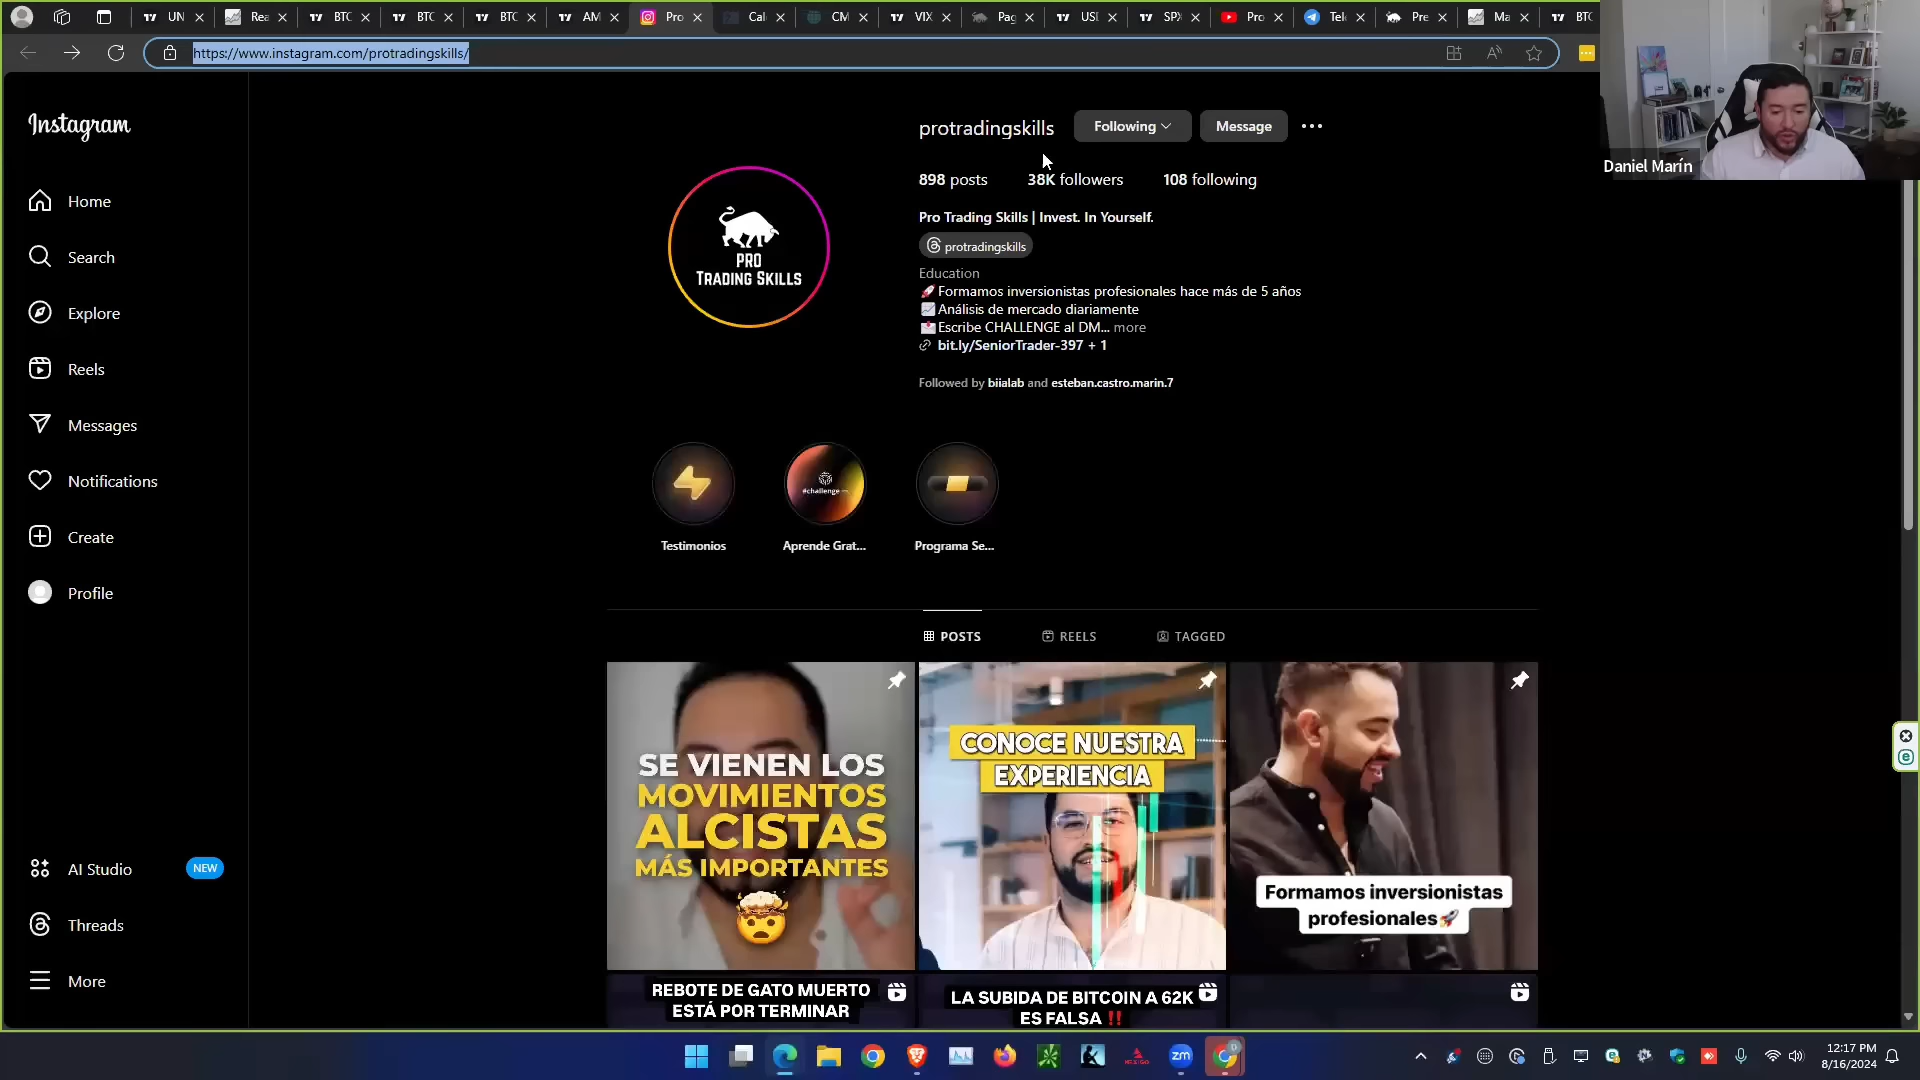 UN
Rea
BTC
BTC
BTC
AM
Pro
Cal
CM
VIX
Pag
USI
SPX
Pro
Tel
Pre
Ma
BTC
https://www.instagram.com/protradingskills/
Daniel Marín
Instagram
Home
Search
Explore
Reels
Messages
Notifications
Create
Profile
AI Studio NEW
Threads
More
PRO
TRADING SKILLS
protradingskills Following Message
898 posts 38K followers 108 following
Pro Trading Skills | Invest. In Yourself.
protradingskills
Education
🚀Formamos inversionistas profesionales hace más de 5 años
📈Análisis de mercado diariamente
📩Escribe CHALLENGE al DM... more
bit.ly/SeniorTrader-397 + 1
Followed by biialab and esteban.castro.marin.7
#challenge
Testimonios Aprende Grat... Programa Se...
POSTS REELS TAGGED
SE VIENEN LOS
MOVIMIENTOS
ALCISTAS
MÁS IMPORTANTES
CONOCE NUESTRA
EXPERIENCIA
Formamos inversionistas
profesionales🚀
REBOTE DE GATO MUERTO
ESTÁ POR TERMINAR
LA SUBIDA DE BITCOIN A 62K
ES FALSA ‼️
zm
12:17 PM
8/16/2024